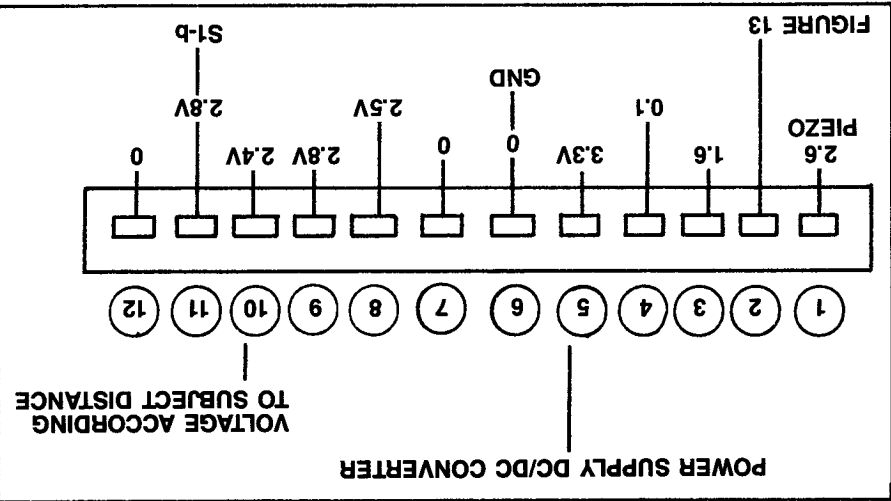 POWER SUPPLY DC/DC CONVERTER
VOLTAGE ACCORDING
TO SUBJECT DISTANCE
1 2 3 4 5 6 7 8 9 10 11 12
2.6 1.6 3.3V 0 0 2.8V 2.4V 0
PIEZO
0.1 2.5V 2.8V
GND
FIGURE 13 S1-b